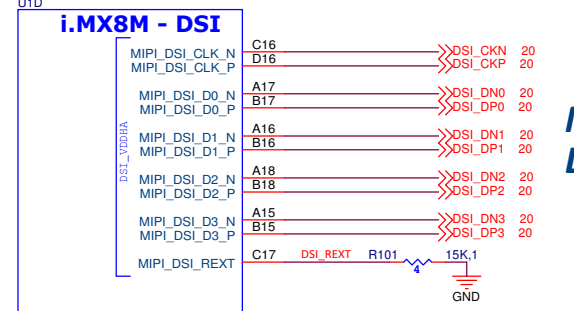 U1D
i.MX8M - DSI
MIPI_DSI_CLK_N C16 DSI_CKN 20
MIPI_DSI_CLK_P D16 DSI_CKP 20
MIPI_DSI_D0_N A17 DSI_DN0 20
MIPI_DSI_D0_P B17 DSI_DP0 20
MIPI_DSI_D1_N A16 DSI_DN1 20
MIPI_DSI_D1_P B16 DSI_DP1 20
DSI_VDDHA
MIPI_DSI_D2_N A18 DSI_DN2 20
MIPI_DSI_D2_P B18 DSI_DP2 20
MIPI_DSI_D3_N A15 DSI_DN3 20
MIPI_DSI_D3_P B15 DSI_DP3 20
MIPI_DSI_REXT C17 DSI_REXT R101 15K,1
4
GND